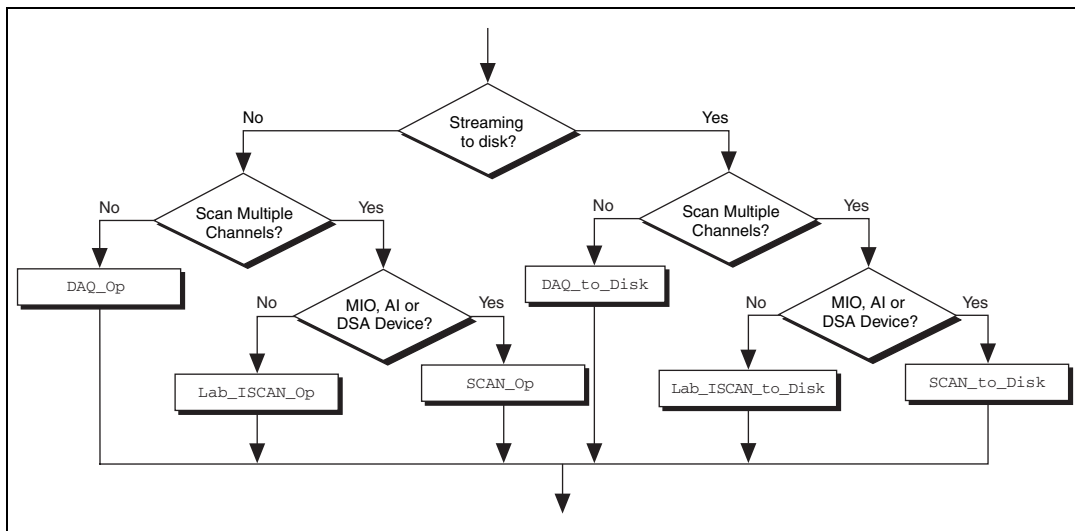 Streaming
to disk?
No
Yes
Scan Multiple
Channels?
No
Yes
Scan Multiple
Channels?
No
Yes
DAQ_Op
MIO, AI or
DSA Device?
No
Yes
DAQ_to_Disk
MIO, AI or
DSA Device?
No
Yes
Lab_ISCAN_Op
SCAN_Op
Lab_ISCAN_to_Disk
SCAN_to_Disk